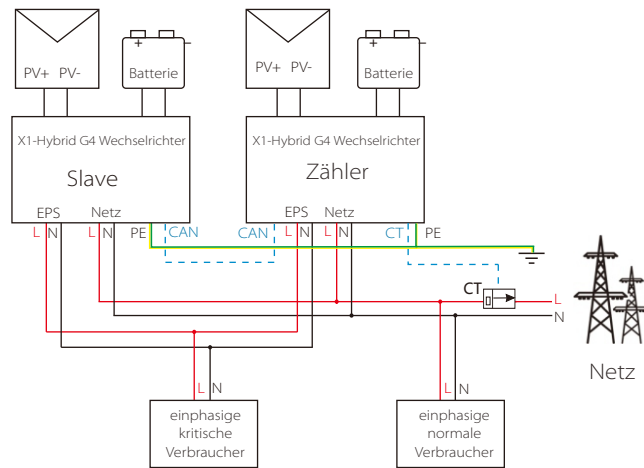 PV+ PV-
+ −
Batterie
PV+ PV-
+ −
Batterie
X1-Hybrid G4 Wechselrichter
Slave
EPS Netz
L N L N PE CAN
X1-Hybrid G4 Wechselrichter
Zähler
EPS Netz
CAN L N L N CT PE
CT
L
N
Netz
L N
einphasige
kritische
Verbraucher
L N
einphasige
normale
Verbraucher